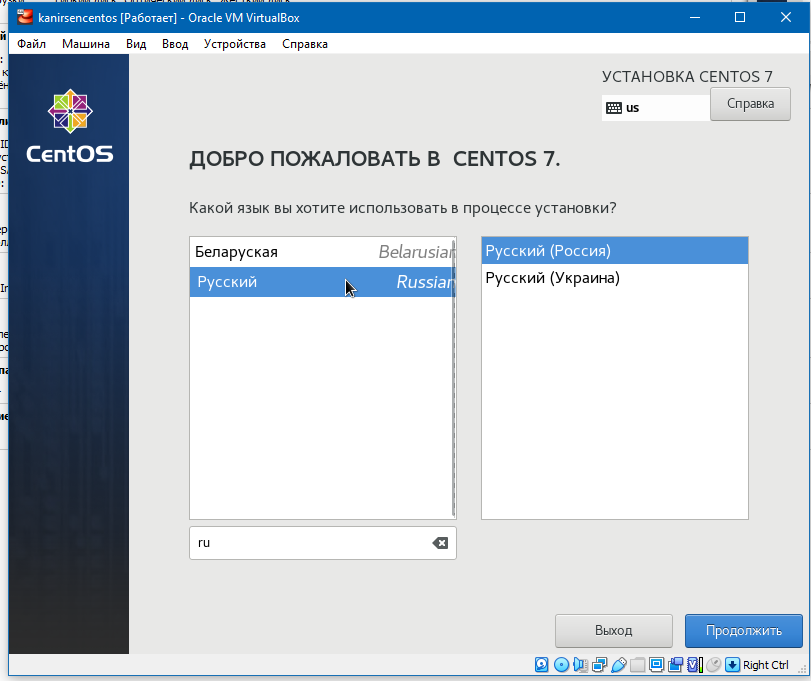 kanirsencentos [Работает] - Oracle VM VirtualBox
Файл Машина Вид Ввод Устройства Справка
УСТАНОВКА CENTOS 7
us
Справка
CentOS
ДОБРО ПОЖАЛОВАТЬ В CENTOS 7.
Какой язык вы хотите использовать в процессе установки?
Беларуская Belarusian
Русский Russian
Русский (Россия)
Русский (Украина)
ru
Выход
Продолжить
Right Ctrl